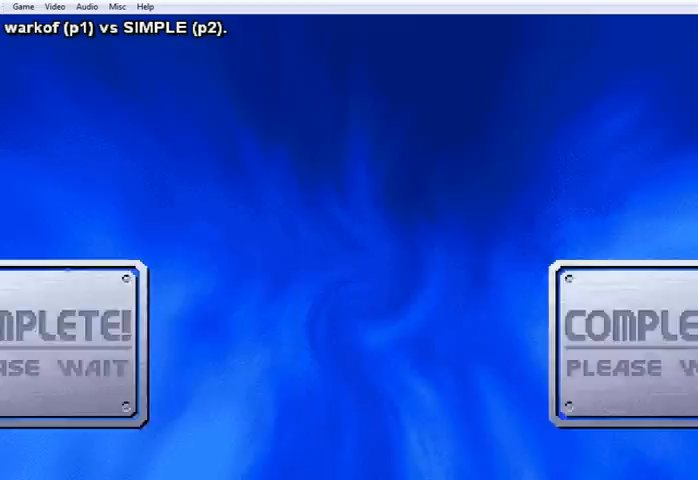 Game Video Audio Misc Help
warkof (p1) vs SIMPLE (p2).
MPLETE! COMPLE
ASE WAIT PLEASE W